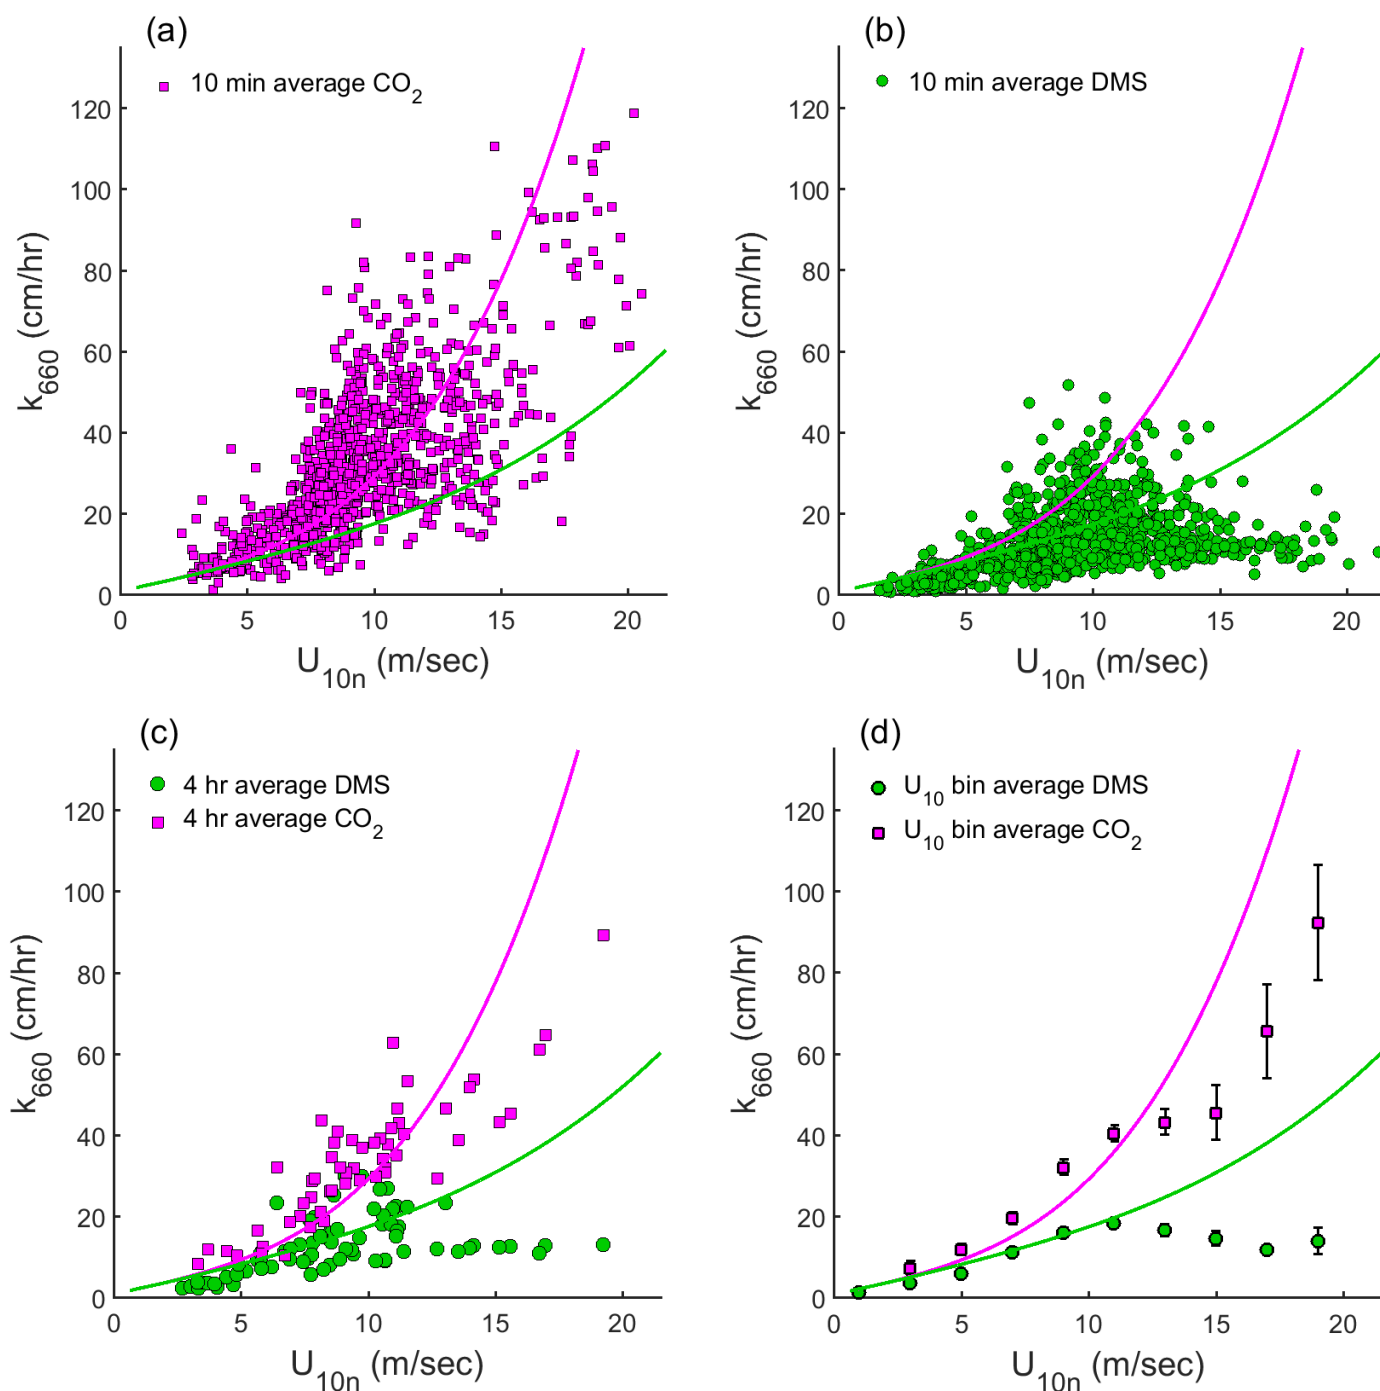 (a)
10 min average CO2
120
100
80
60
40
20
0
k660 (cm/hr)
0 5 10 15 20
U10n (m/sec)
(b)
10 min average DMS
120
100
80
60
40
20
0
k660 (cm/hr)
0 5 10 15 20
U10n (m/sec)
(c)
4 hr average DMS
4 hr average CO2
120
100
80
60
40
20
0
k660 (cm/hr)
0 5 10 15 20
U10n (m/sec)
(d)
U10 bin average DMS
U10 bin average CO2
120
100
80
60
40
20
0
k660 (cm/hr)
0 5 10 15 20
U10n (m/sec)